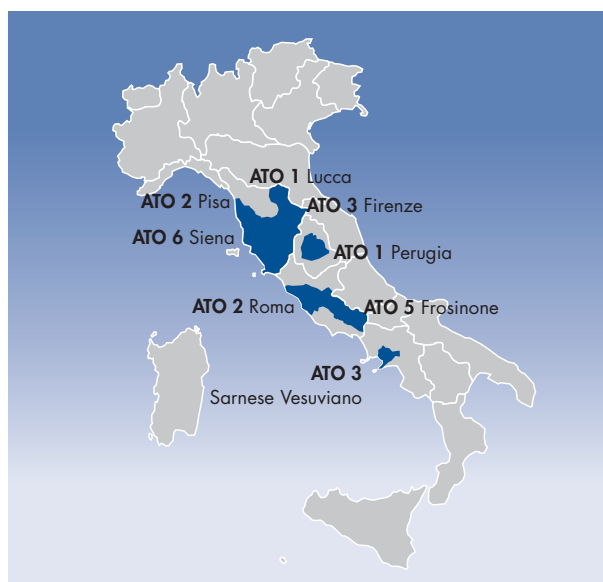 ATO 1 Lucca
ATO 2 Pisa
ATO 3 Firenze
ATO 6 Siena
ATO 1 Perugia
ATO 2 Roma
ATO 5 Frosinone
ATO 3
Sarnese Vesuviano